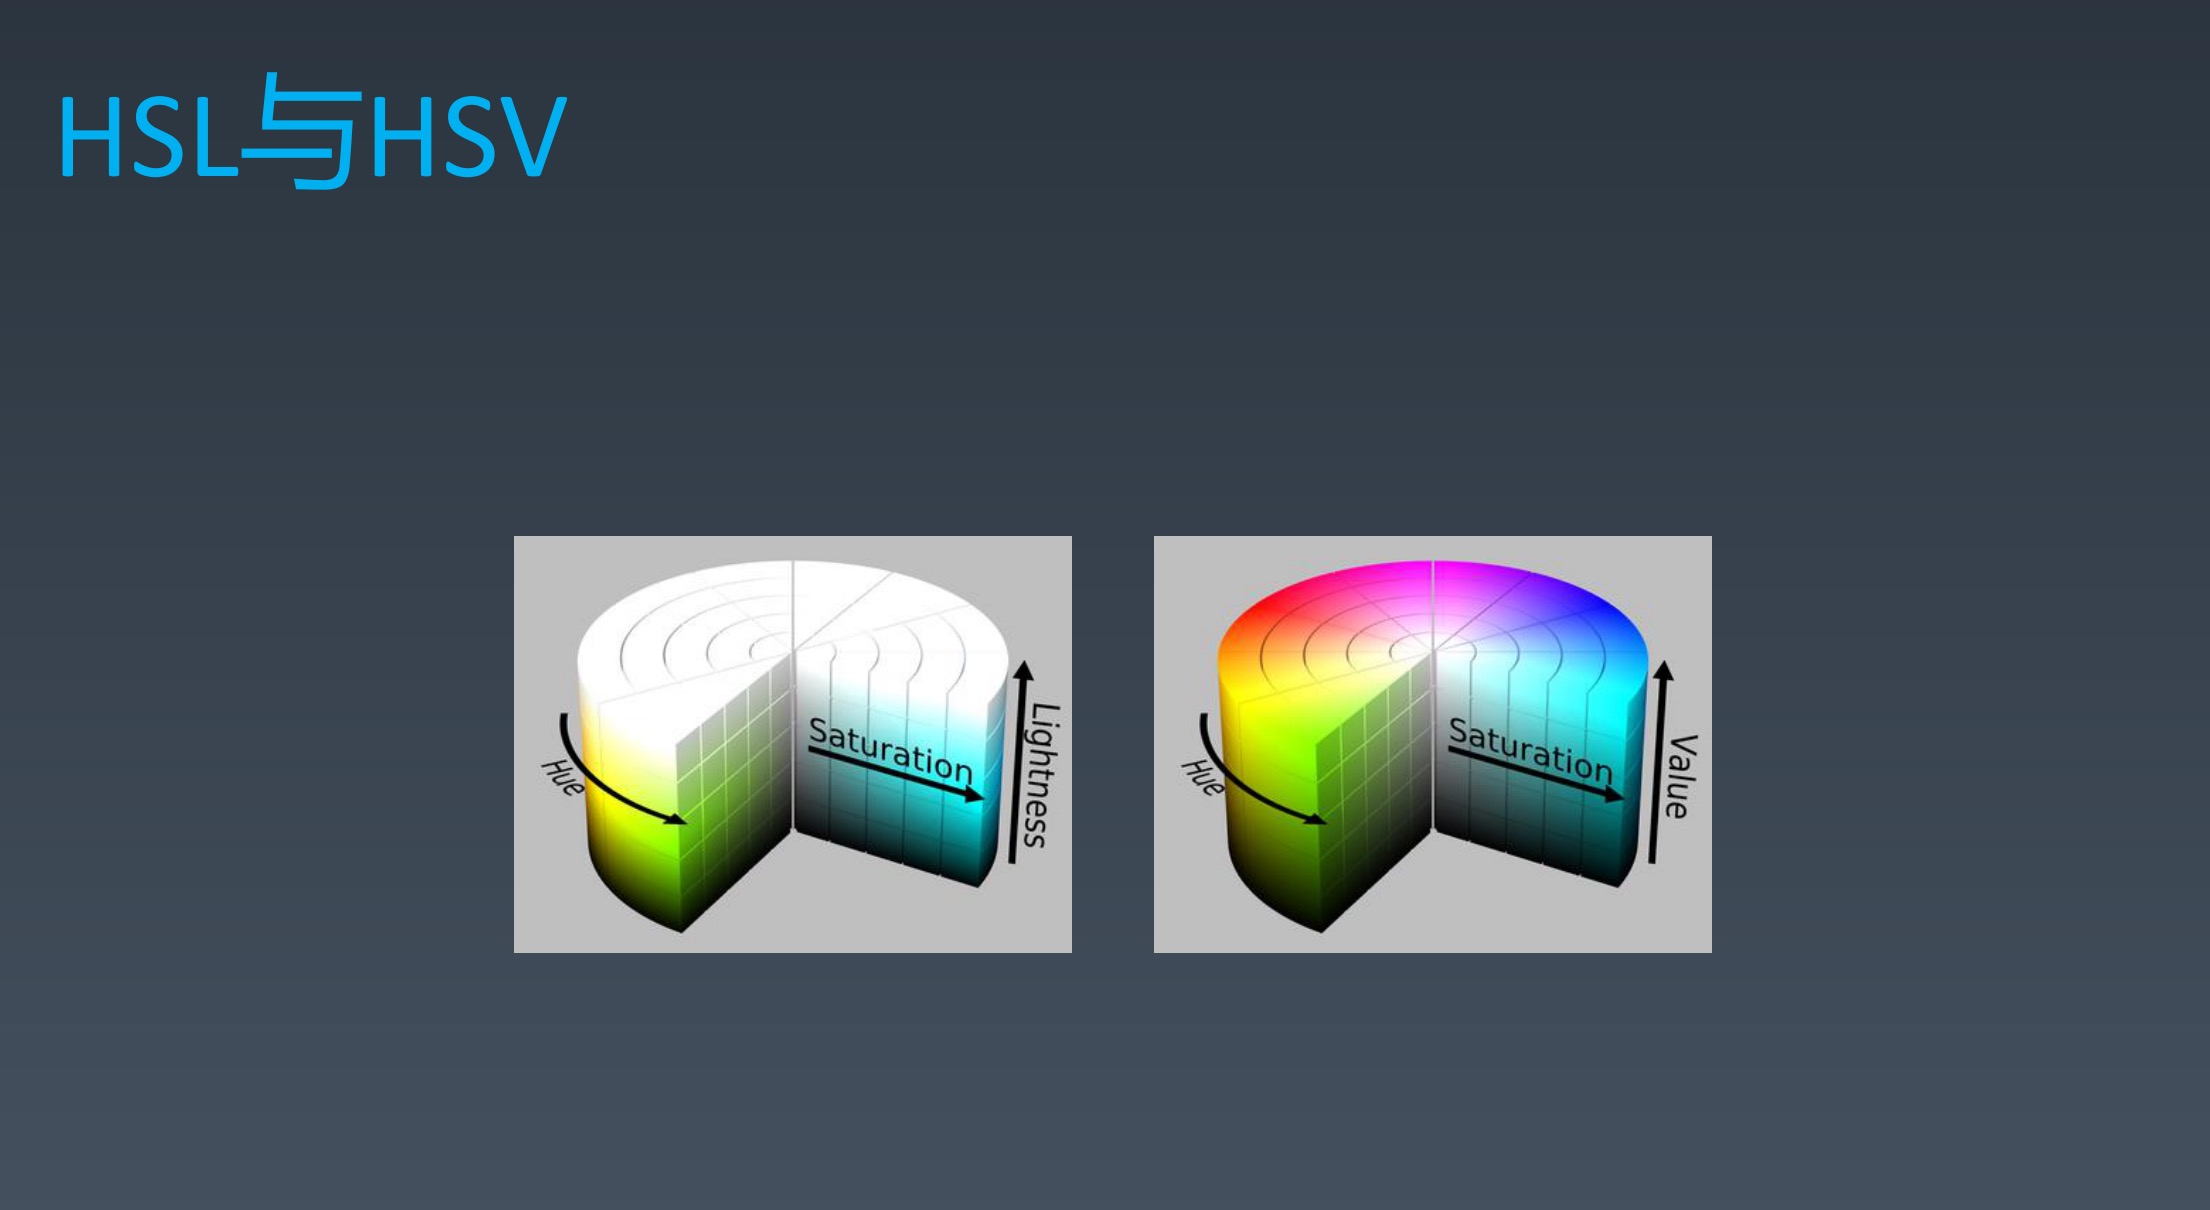 HSL与HSV
Hue
Saturation
Lightness
Hue
Saturation
Value